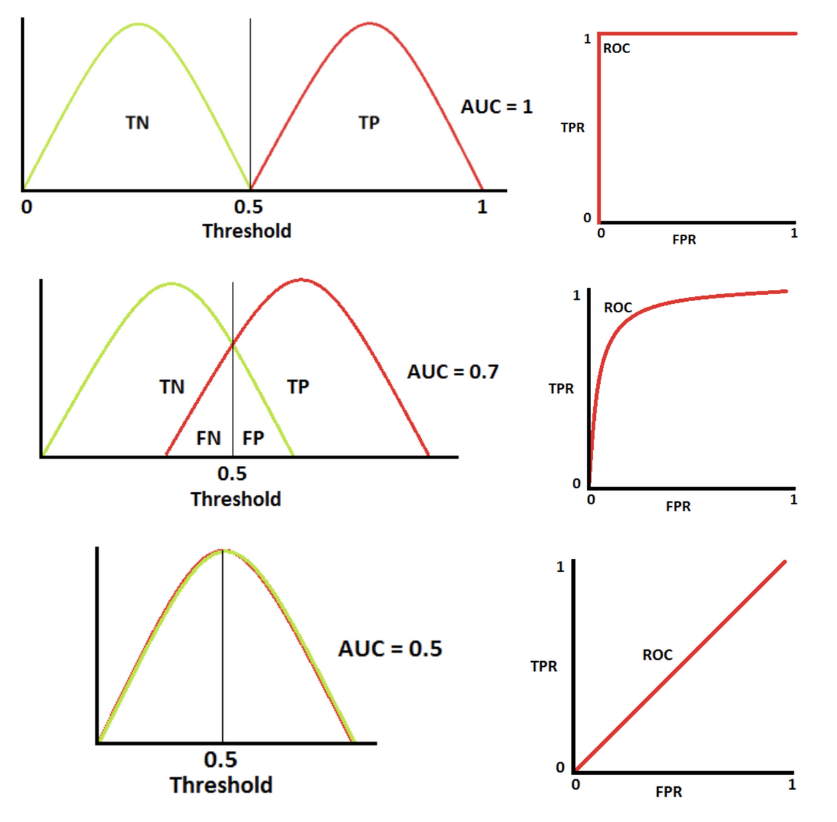 TN
TP
AUC = 1
0
0.5
1
Threshold
1
ROC
TPR
0
0
1
FPR
TN
TP
FN
FP
AUC = 0.7
0.5
Threshold
1
ROC
TPR
0
0
1
FPR
AUC = 0.5
0.5
Threshold
1
ROC
TPR
0
0
1
FPR